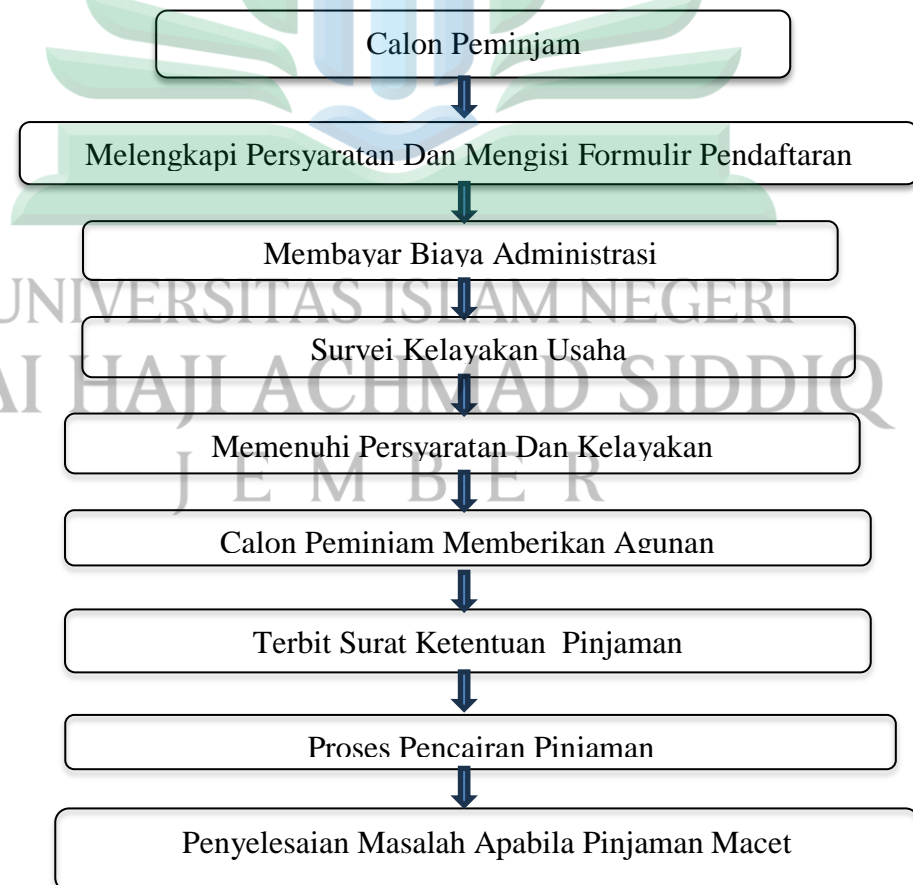 Calon Peminjam
Melengkapi Persyaratan Dan Mengisi Formulir Pendaftaran
Membayar Biaya Administrasi
UNIVERSITAS ISLAM NEGERI
Survei Kelayakan Usaha
AI HAJI ACHMAD SIDDIQ
Memenuhi Persyaratan Dan Kelayakan
JEMBER
Calon Peminjam Memberikan Agunan
Terbit Surat Ketentuan Pinjaman
Proses Pencairan Pinjaman
Penyelesaian Masalah Apabila Pinjaman Macet